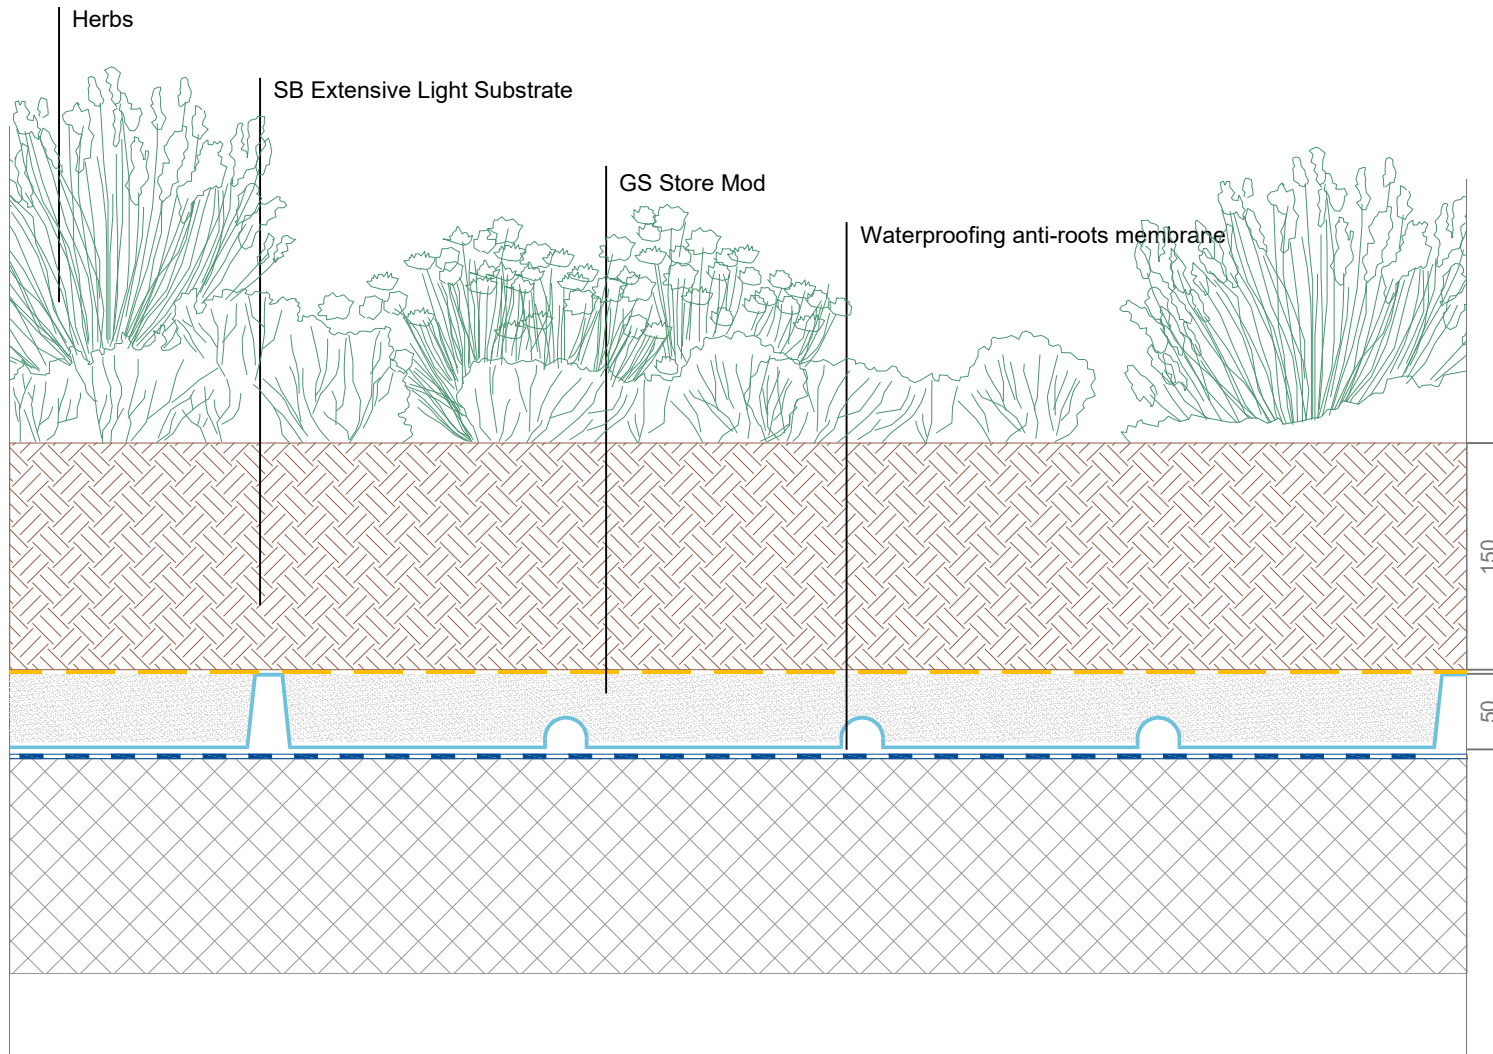 Herbs
SB Extensive Light Substrate
GS Store Mod
Waterproofing anti-roots membrane
150
50